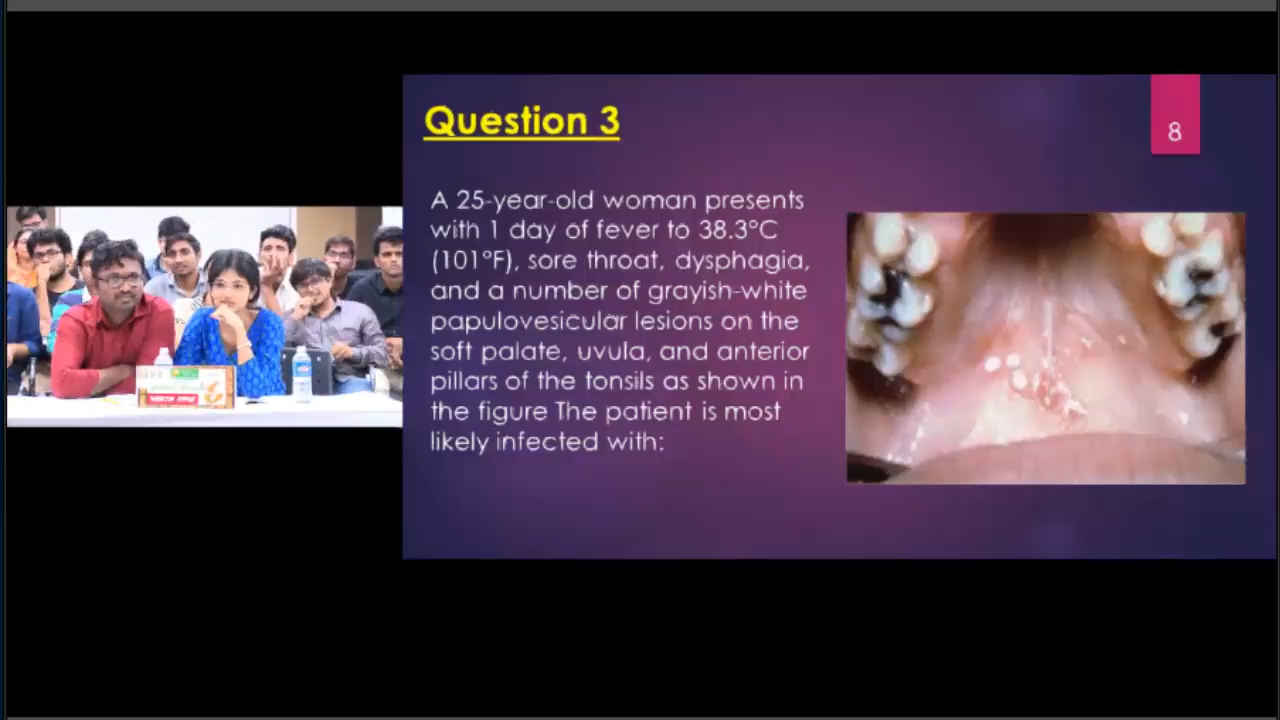 Question 3
8
A 25-year-old woman presents
with 1 day of fever to 38.3°C
(101°F), sore throat, dysphagia,
and a number of grayish-white
papulovesicular lesions on the
soft palate, uvula, and anterior
pillars of the tonsils as shown in
the figure The patient is most
likely infected with: